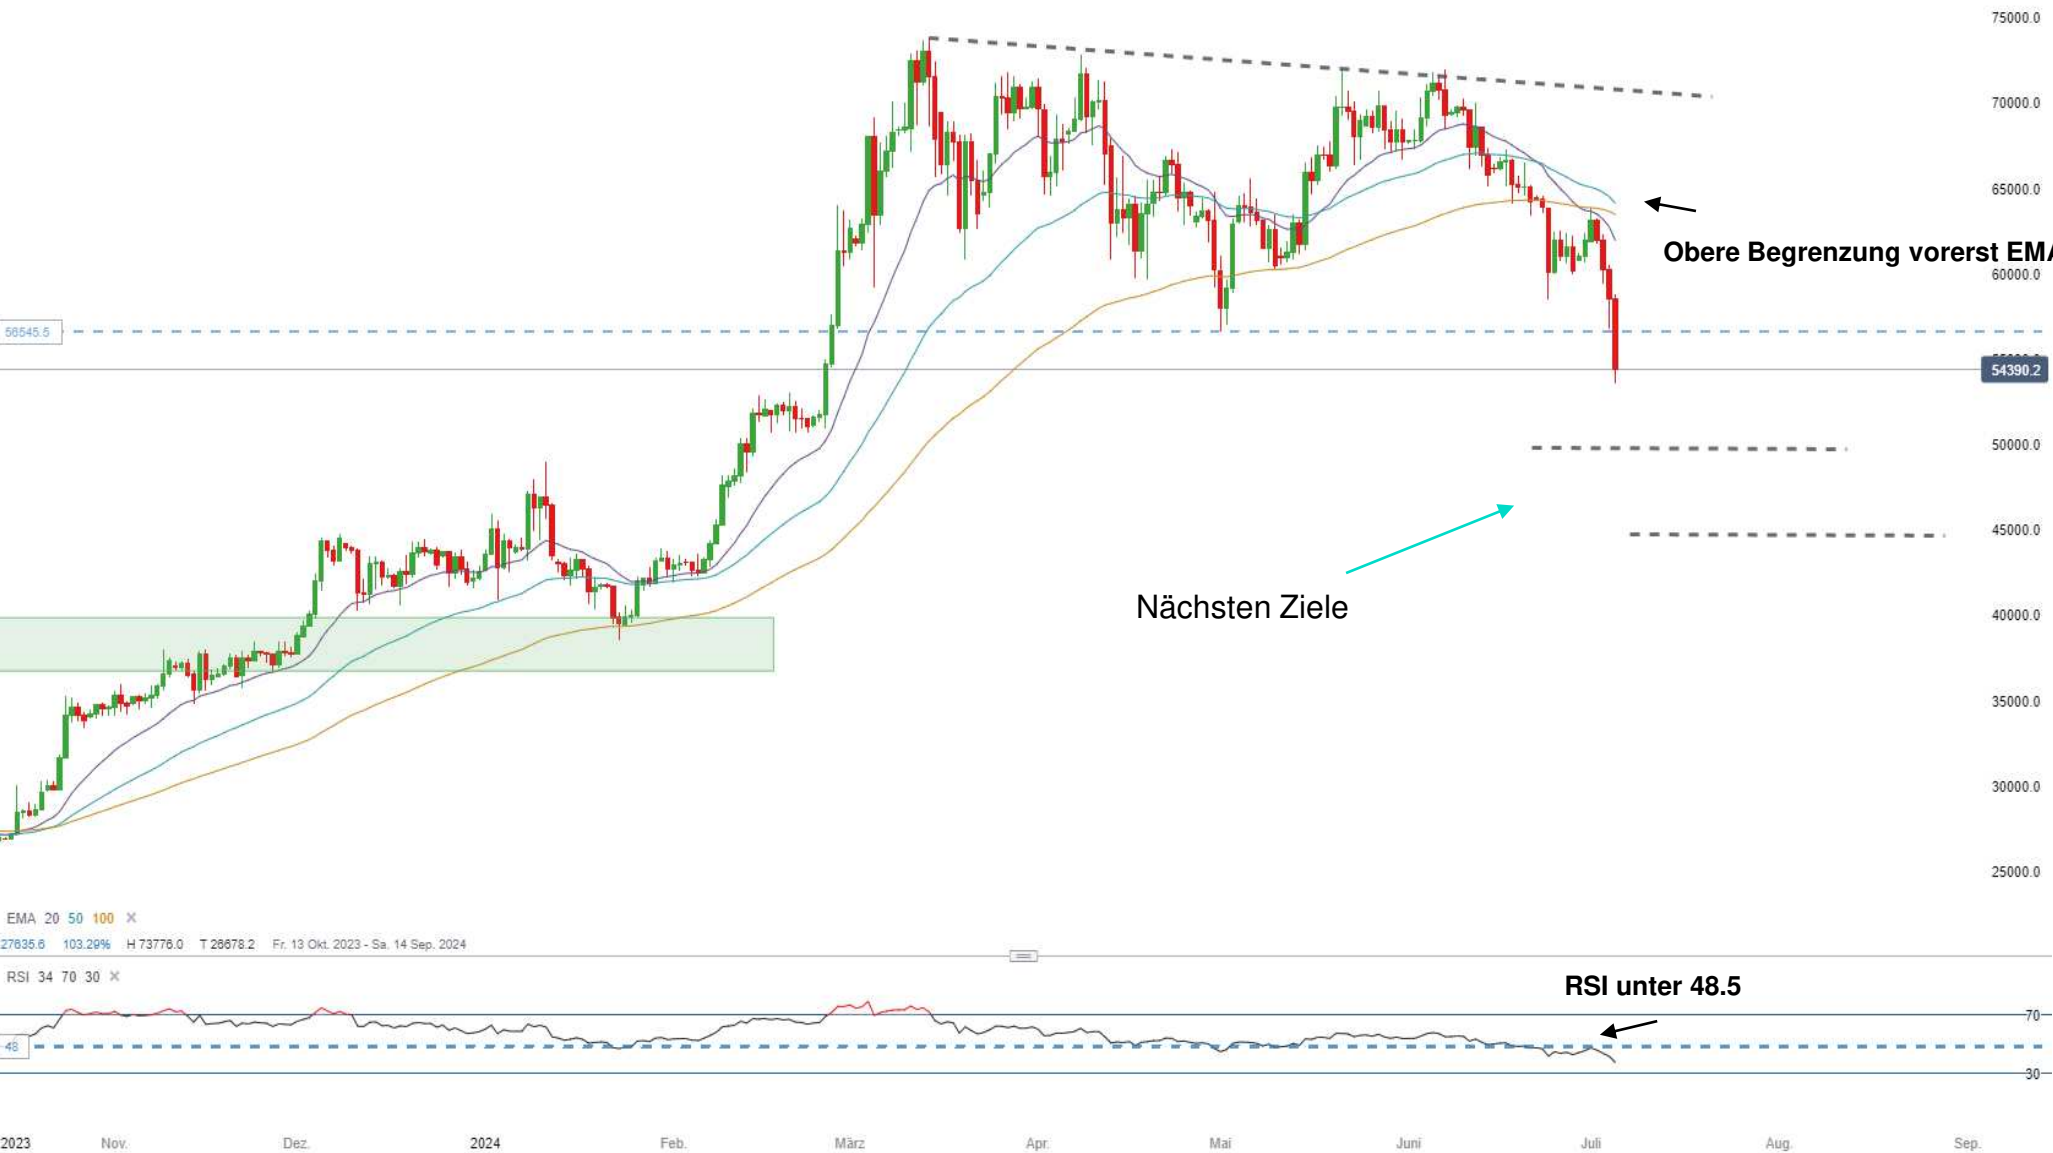 75000.0
70000.0
65000.0
Obere Begrenzung vorerst EMA
60000.0
56545.5
54390.2
50000.0
45000.0
Nächsten Ziele
40000.0
35000.0
30000.0
25000.0
EMA 20 50 100 ×
27635.6 103.29% H 73776.0 T 26678.2 Fr. 13 Okt. 2023 - Sa. 14 Sep. 2024
RSI 34 70 30 ×
RSI unter 48.5
70
48
30
2023 Nov. Dez. 2024 Feb. März Apr. Mai Juni Juli Aug. Sep.